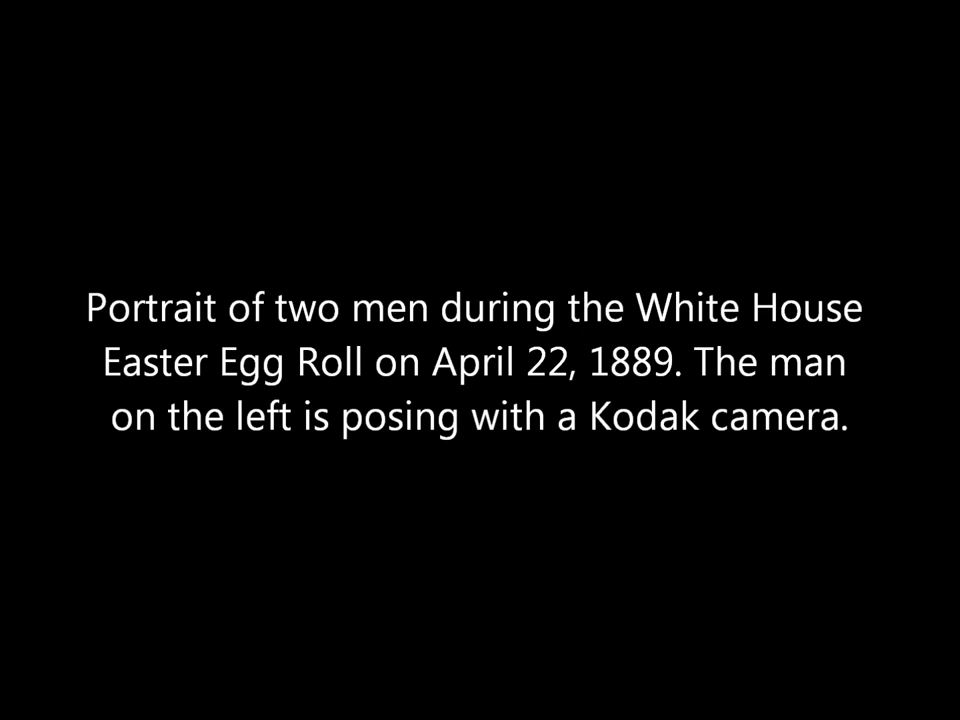 Portrait of two men during the White House
Easter Egg Roll on April 22, 1889. The man
on the left is posing with a Kodak camera.